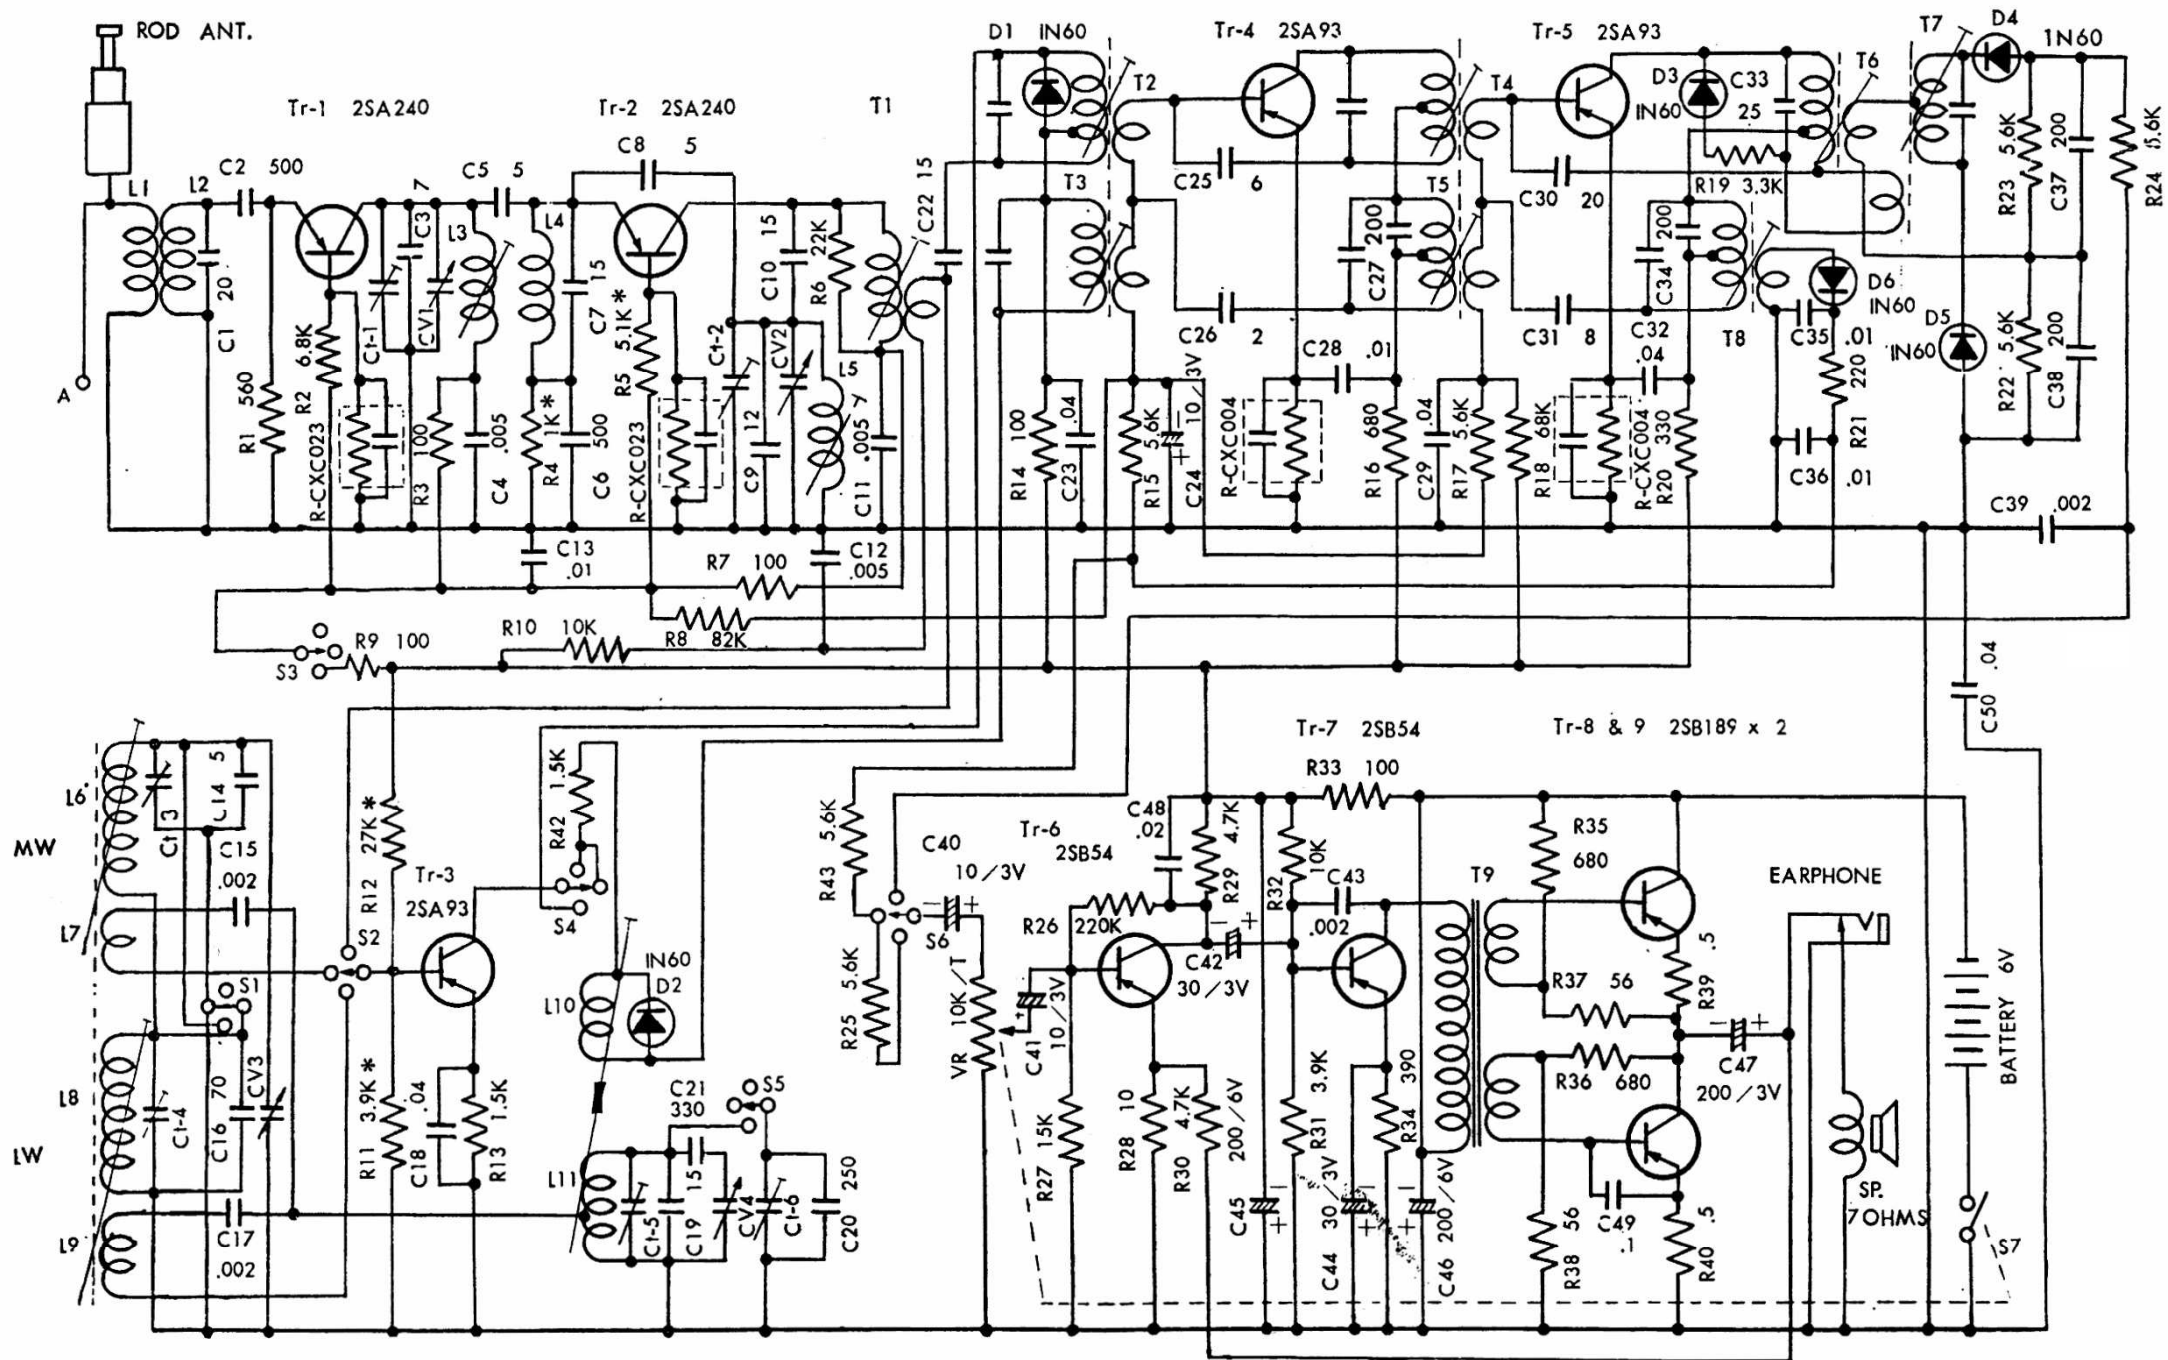 ROD ANT.
D1 IN60
Tr-4 2SA93
Tr-5 2SA93
T7
D4
1N60
Tr-1 2SA240
Tr-2 2SA240
T1
T2
T4
D3
IN60
C33
25
T6
L1
L2
C2 500
C3 7
C5 5
L3
L4
C8 5
C22 15
T3
C25 6
T5
C30 20
R19 3.3K
R23 5.6K
C37 200
R24 15.6K
C1 20
R1 560
R2 6.8K
Ct-1
CV1
C7 15
R5 5.1K*
Ct-2
C10 15
R6 22K
CV2
L5
C26 2
C27 200
C31 8
C34 200
C32 .04
T8
D6
IN60
C35 .01
D5
IN60
R22 5.6K
C38 200
A
R-CXC023
R3 100
C4 .005
R4 1K*
C6 500
R-CXC023
C9 12
C11 .005
R14 100
C23 .04
R15 5.6K
C24 10/3V
R-CXC004
C28 .01
R16 680
C29 .04
R17 5.6K
R18 68K
R-CXC004
R20 330
R21 220
C36 .01
C39 .002
C13
.01
R7 100
C12
.005
R8 82K
R9 100
R10 10K
S3
C50 .04
L6
MW
Ct 3
C14 5
C15
.002
L7
S2
S1
R12 27K*
Tr-3
2SA93
R42 1.5K
S4
R43 5.6K
C40
10/3V
S6
R25 5.6K
Tr-6
2SB54
C48
.02
R29 4.7K
Tr-7 2SB54
R33 100
Tr-8 & 9 2SB189 x 2
R32 10K
C43
.002
T9
R35
680
EARPHONE
R26
220K
C42
30/3V
R37 56
R39 .5
C47
200/3V
BATTERY 6V
L8
LW
Ct-4
C16 70
CV3
R11 3.9K*
C18 .04
R13 1.5K
L10
IN60
D2
C21
330
S5
VR 10K/T
C41 10/3V
R27 15K
R28 10
R30 4.7K
C45 200/6V
R31 3.9K
C44 30/3V
R34 390
C46 200/6V
R36 680
R38 56
C49
.1
R40 .5
SP.
7OHMS
S7
L9
C17
.002
L11
Ct-5
C19 15
CV4
Ct-6
C20 250